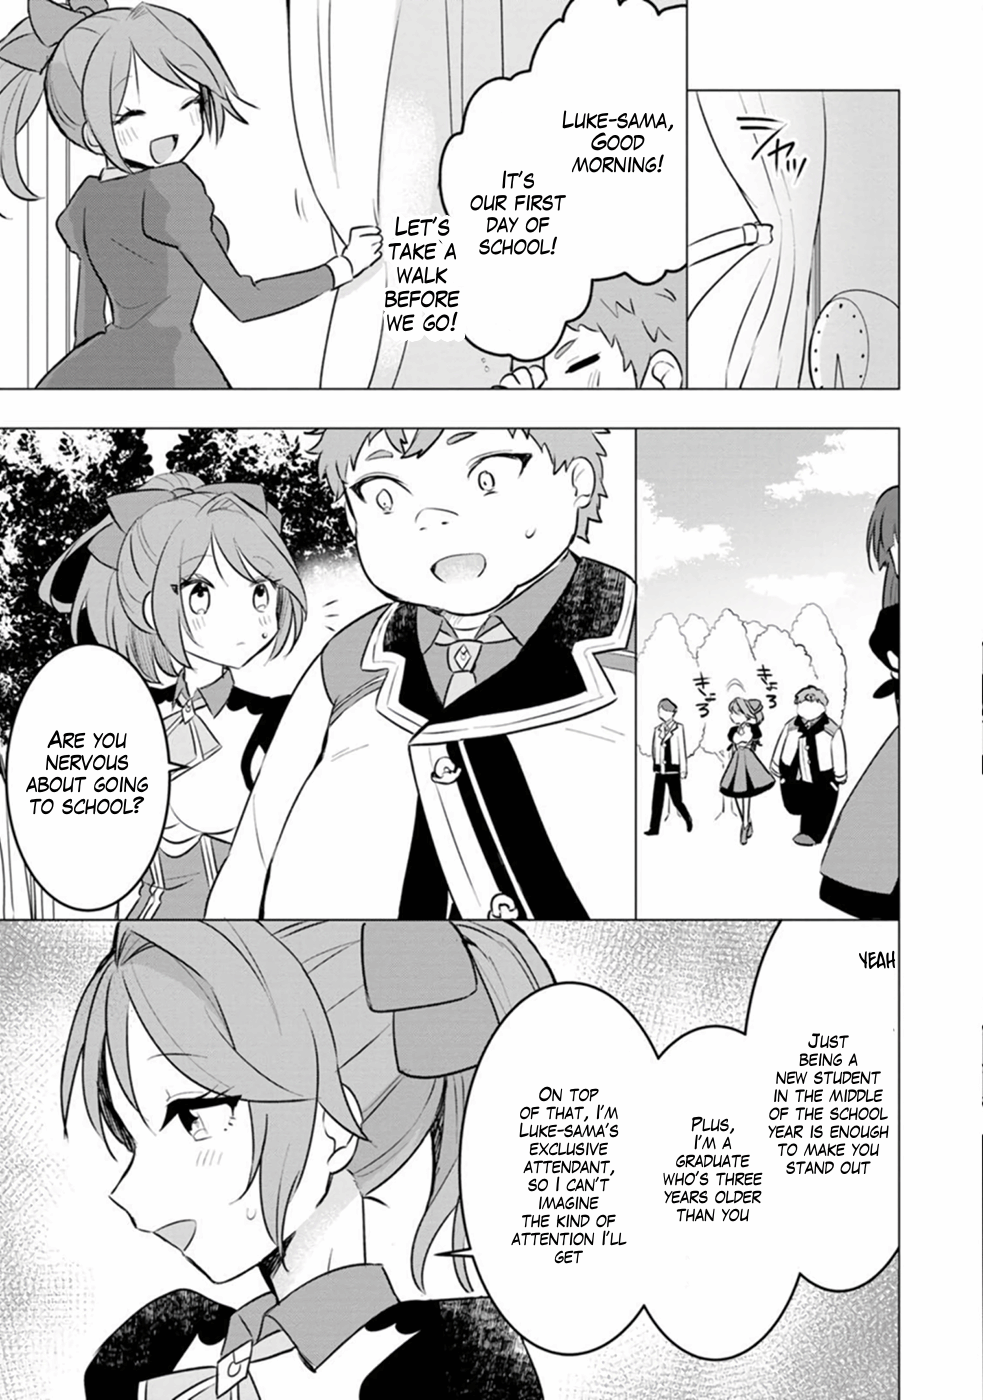 シャッ
LUKE-SAMA,
GOOD
MORNING!
IT'S
OUR FIRST
DAY OF
SCHOOL!
LET'S
TAKE A
WALK
BEFORE
WE GO!
きょろ
きょろ
ARE YOU
NERVOUS
ABOUT GOING
TO SCHOOL?
YEAH
JUST
BEING A
NEW STUDENT
IN THE MIDDLE
OF THE SCHOOL
YEAR IS ENOUGH
TO MAKE YOU
STAND OUT
PLUS,
I'M A
GRADUATE
WHO'S THREE
YEARS OLDER
THAN YOU
ON TOP
OF THAT, I'M
LUKE-SAMA'S
EXCLUSIVE
ATTENDANT,
SO I CAN'T
IMAGINE
THE KIND OF
ATTENTION I'LL
GET